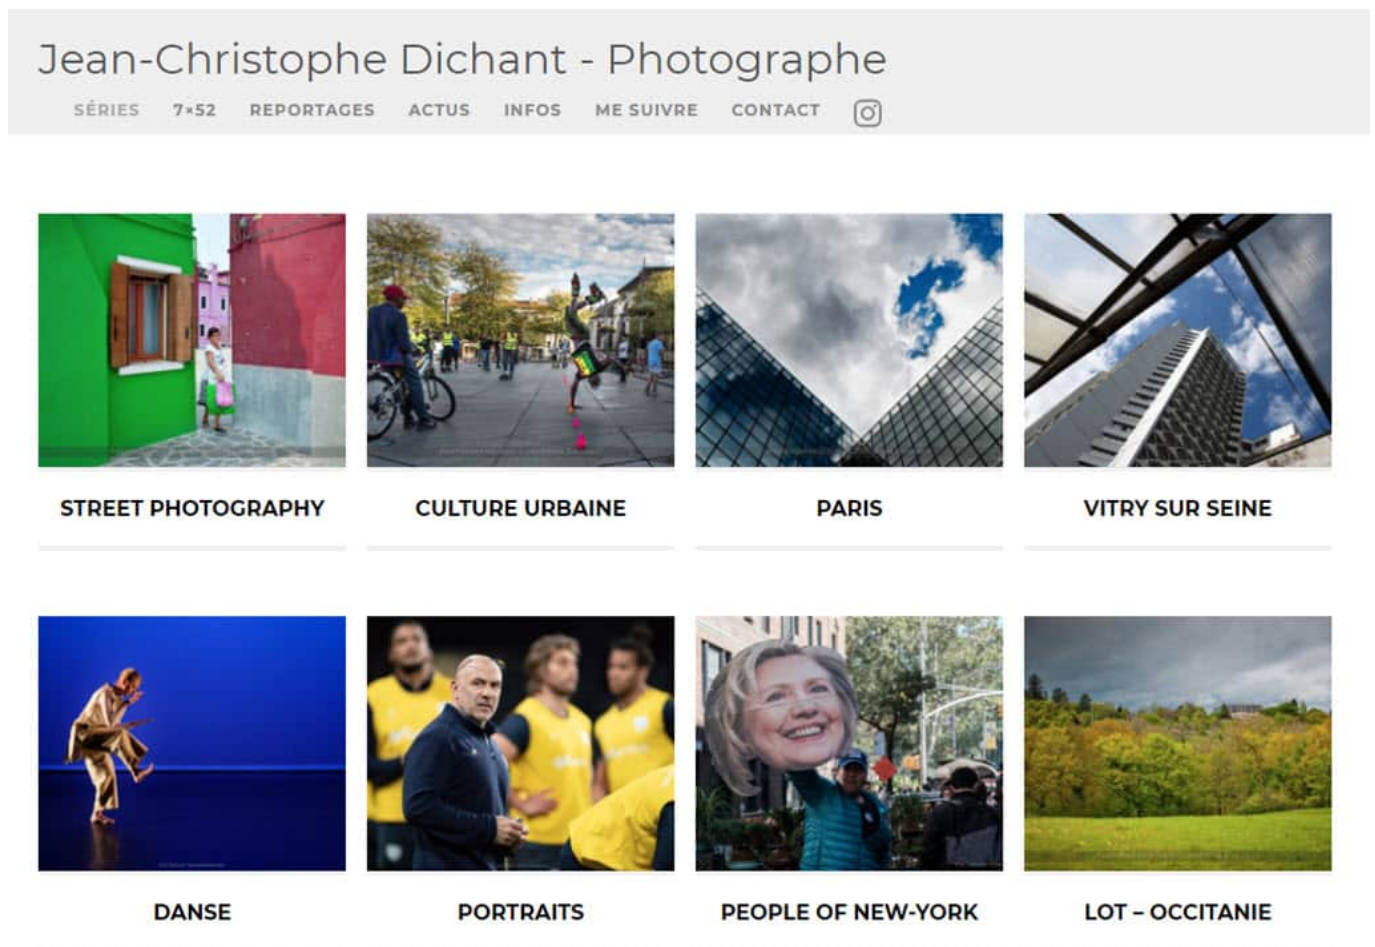 Jean-Christophe Dichant - Photographe
SÉRIES 7×52 REPORTAGES ACTUS INFOS ME SUIVRE CONTACT
STREET PHOTOGRAPHY CULTURE URBAINE PARIS VITRY SUR SEINE
DANSE PORTRAITS PEOPLE OF NEW-YORK LOT – OCCITANIE